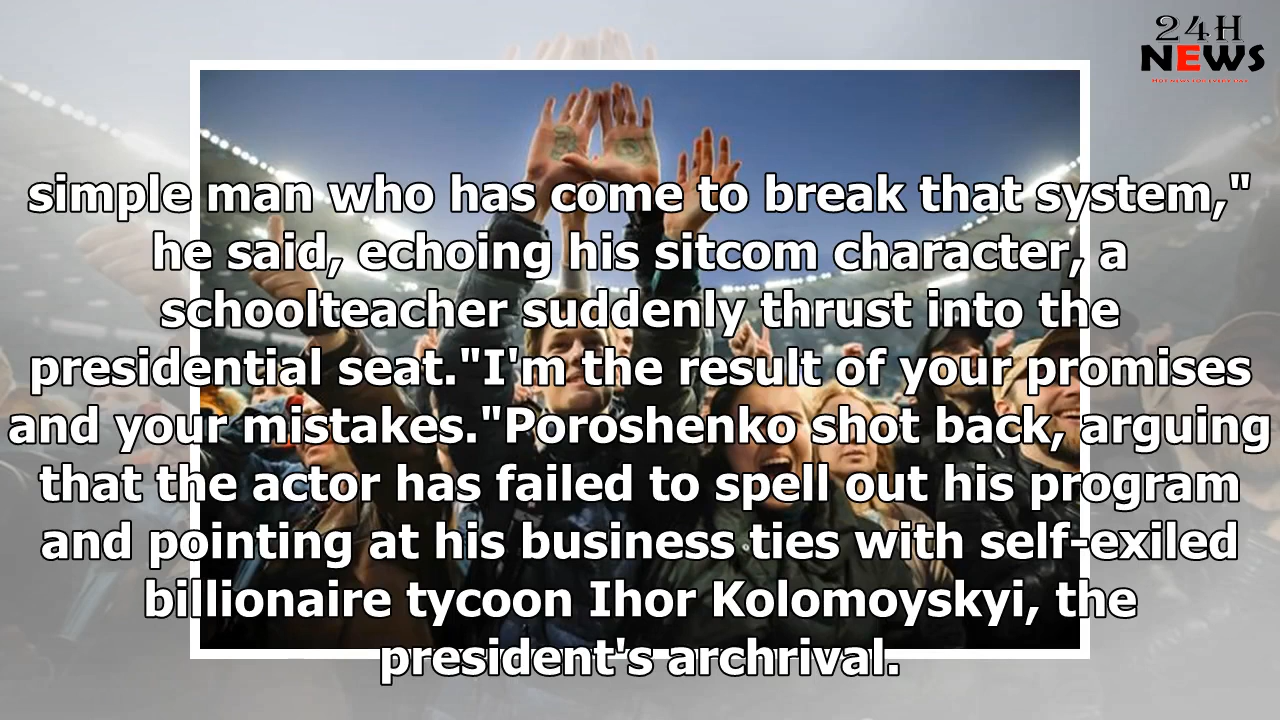 24H
NEWS
simple man who has come to break that system,"
he said, echoing his sitcom character, a
schoolteacher suddenly thrust into the
presidential seat."I'm the result of your promises
and your mistakes."Poroshenko shot back, arguing
that the actor has failed to spell out his program
and pointing at his business ties with self-exiled
billionaire tycoon Ihor Kolomoyskyi, the
president's archrival.